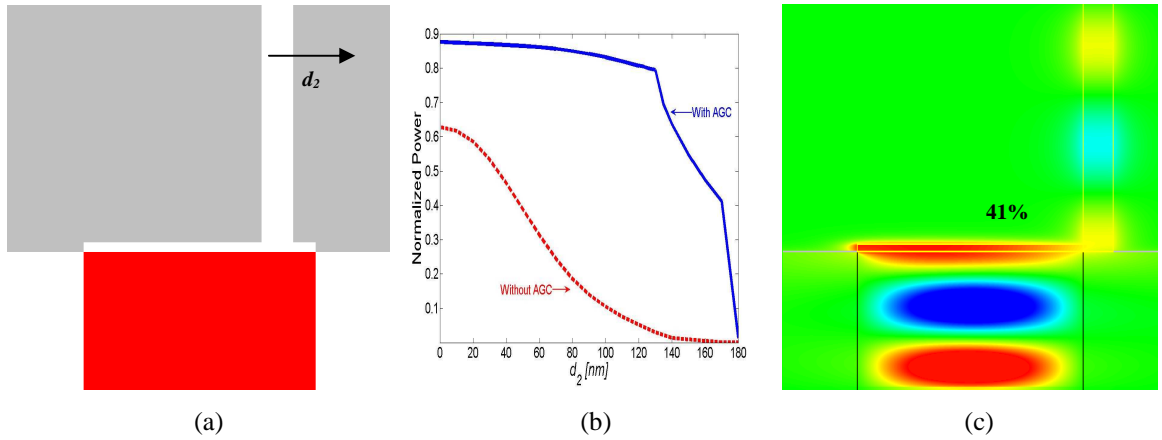 d₂
Normalized Power
0.9
0.8
0.7
0.6
0.5
0.4
0.3
0.2
0.1
With AGC
Without AGC
0 20 40 60 80 100 120 140 160 180
d₂ [nm]
41%
(a) (b) (c)